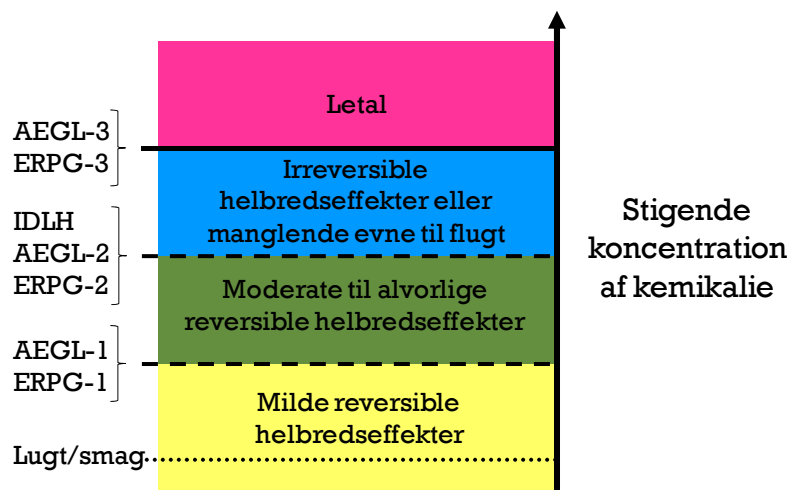 Letal
AEGL-3
ERPG-3
Irreversible
helbredseffekter eller
manglende evne til flugt
IDLH
AEGL-2
ERPG-2
Moderate til alvorlige
reversible helbredseffekter
AEGL-1
ERPG-1
Milde reversible
helbredseffekter
Lugt/smag
Stigende
koncentration
af kemikalie